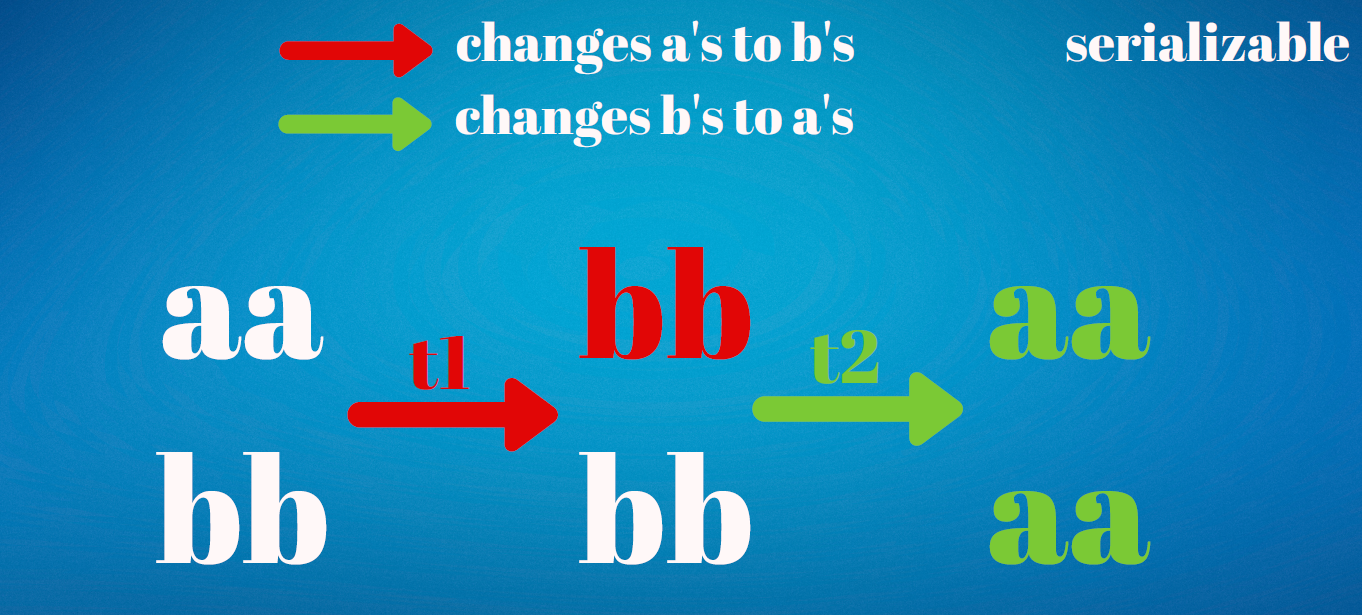 changes a's to b's
serializable
changes b's to a's
aa
bb
aa
t1
t2
bb
bb
aa